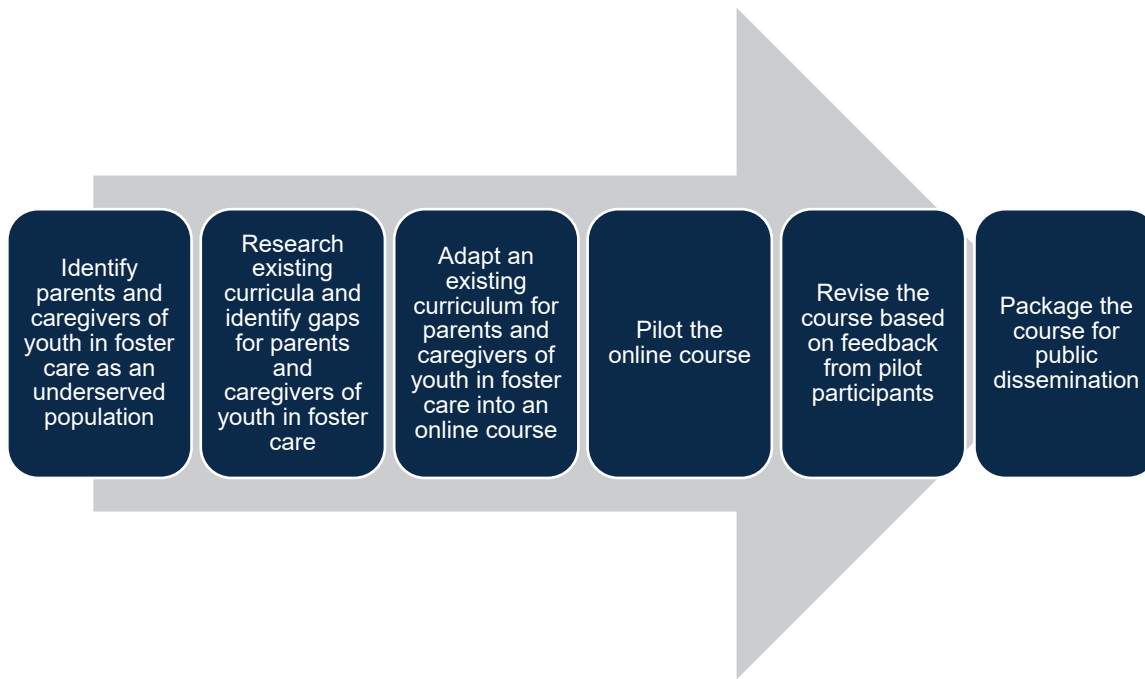 Identify
parents and
caregivers of
youth in foster
care as an
underserved
population
Research
existing
curricula and
identify gaps
for parents
and
caregivers of
youth in foster
care
Adapt an
existing
curriculum for
parents and
caregivers of
youth in foster
care into an
online course
Pilot the
online course
Revise the
course based
on feedback
from pilot
participants
Package the
course for
public
dissemination